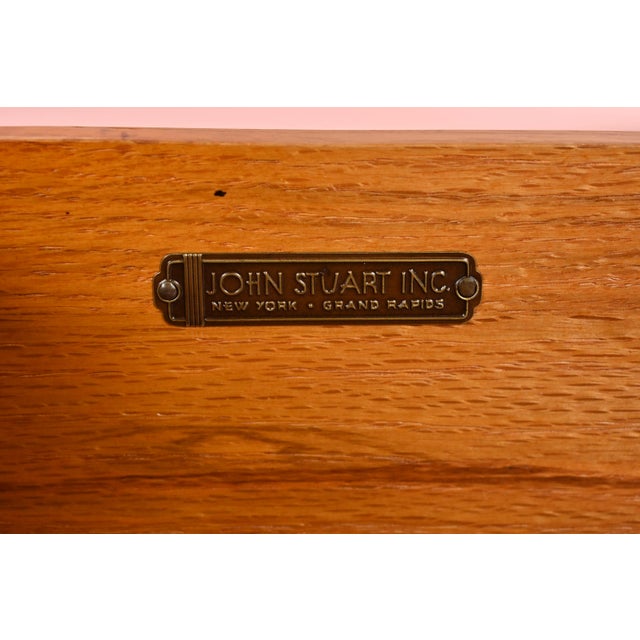 JOHN STUART INC.
NEW YORK • GRAND RAPIDS